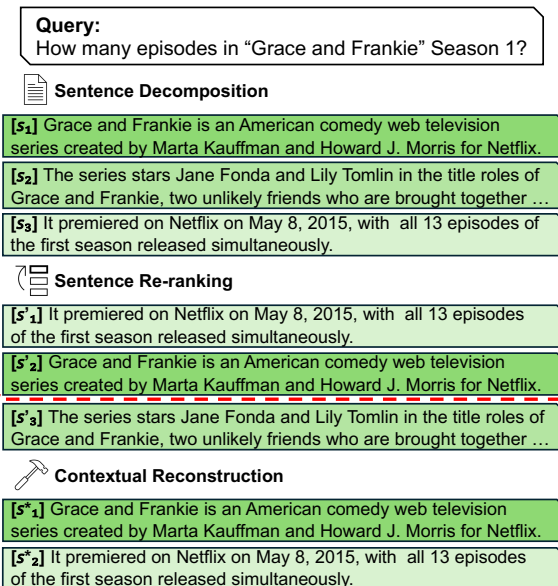 Query:
How many episodes in “Grace and Frankie” Season 1?
Sentence Decomposition
[s₁] Grace and Frankie is an American comedy web television
series created by Marta Kauffman and Howard J. Morris for Netflix.
[s₂] The series stars Jane Fonda and Lily Tomlin in the title roles of
Grace and Frankie, two unlikely friends who are brought together …
[s₃] It premiered on Netflix on May 8, 2015, with all 13 episodes of
the first season released simultaneously.
Sentence Re-ranking
[s'₁] It premiered on Netflix on May 8, 2015, with all 13 episodes
of the first season released simultaneously.
[s'₂] Grace and Frankie is an American comedy web television
series created by Marta Kauffman and Howard J. Morris for Netflix.
[s'₃] The series stars Jane Fonda and Lily Tomlin in the title roles of
Grace and Frankie, two unlikely friends who are brought together …
Contextual Reconstruction
[s*₁] Grace and Frankie is an American comedy web television
series created by Marta Kauffman and Howard J. Morris for Netflix.
[s*₂] It premiered on Netflix on May 8, 2015, with all 13 episodes
of the first season released simultaneously.